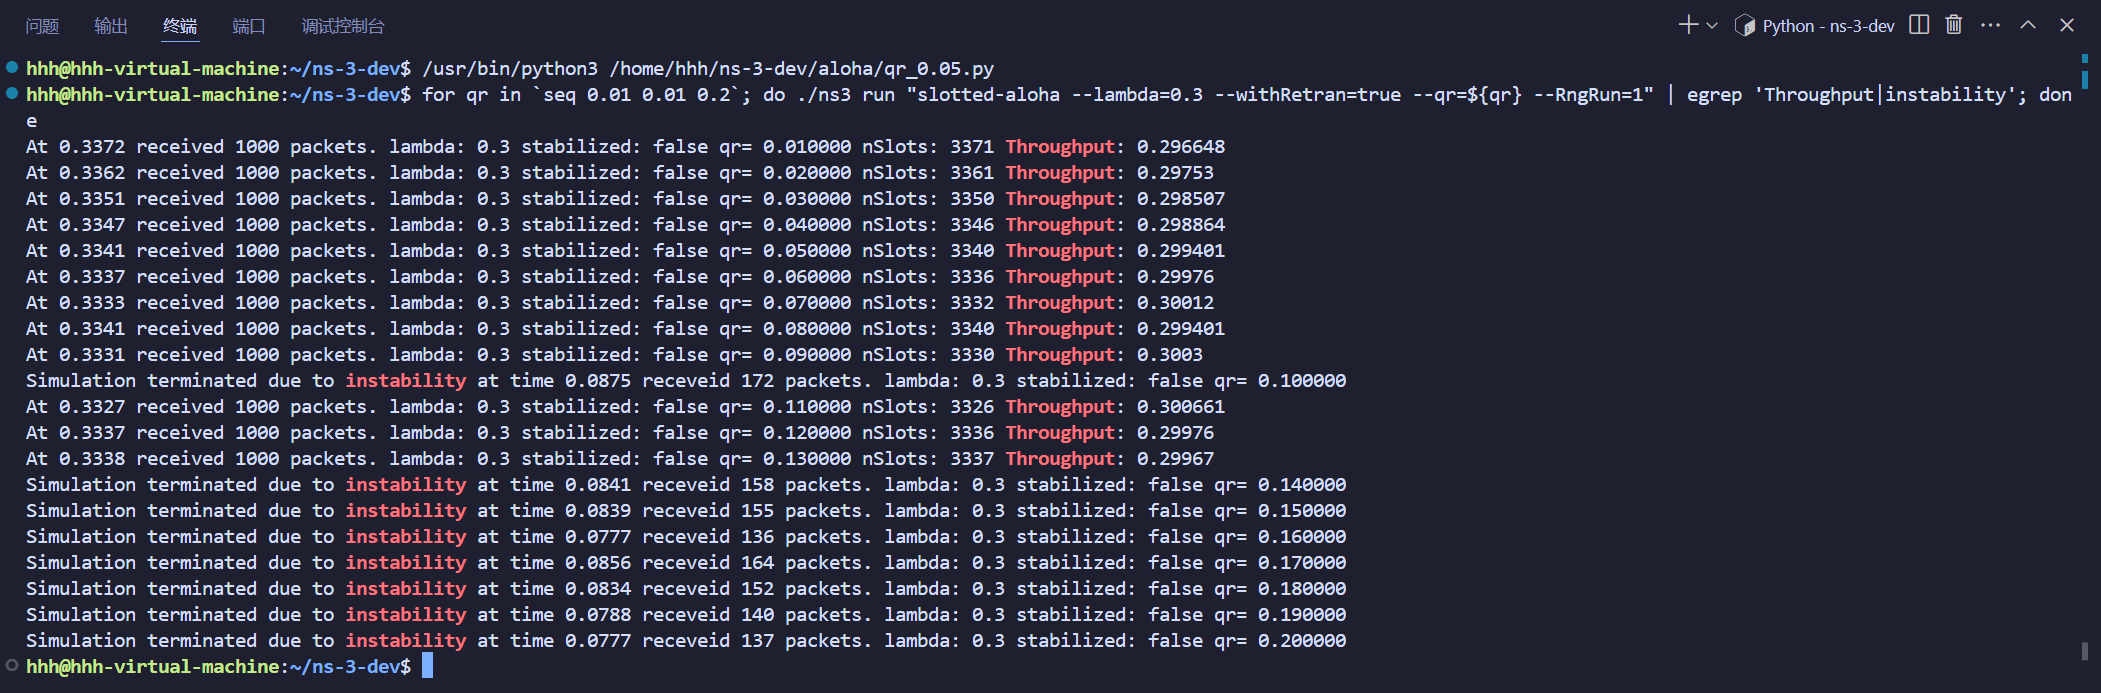 问题 输出 终端 端口 调试控制台 Python - ns-3-dev
hhh@hhh-virtual-machine:~/ns-3-dev$ /usr/bin/python3 /home/hhh/ns-3-dev/aloha/qr_0.05.py
hhh@hhh-virtual-machine:~/ns-3-dev$ for qr in `seq 0.01 0.01 0.2`; do ./ns3 run "slotted-aloha --lambda=0.3 --withRetran=true --qr=${qr} --RngRun=1" | egrep 'Throughput|instability'; don
e
At 0.3372 received 1000 packets. lambda: 0.3 stabilized: false qr= 0.010000 nSlots: 3371 Throughput: 0.296648
At 0.3362 received 1000 packets. lambda: 0.3 stabilized: false qr= 0.020000 nSlots: 3361 Throughput: 0.29753
At 0.3351 received 1000 packets. lambda: 0.3 stabilized: false qr= 0.030000 nSlots: 3350 Throughput: 0.298507
At 0.3347 received 1000 packets. lambda: 0.3 stabilized: false qr= 0.040000 nSlots: 3346 Throughput: 0.298864
At 0.3341 received 1000 packets. lambda: 0.3 stabilized: false qr= 0.050000 nSlots: 3340 Throughput: 0.299401
At 0.3337 received 1000 packets. lambda: 0.3 stabilized: false qr= 0.060000 nSlots: 3336 Throughput: 0.29976
At 0.3333 received 1000 packets. lambda: 0.3 stabilized: false qr= 0.070000 nSlots: 3332 Throughput: 0.30012
At 0.3341 received 1000 packets. lambda: 0.3 stabilized: false qr= 0.080000 nSlots: 3340 Throughput: 0.299401
At 0.3331 received 1000 packets. lambda: 0.3 stabilized: false qr= 0.090000 nSlots: 3330 Throughput: 0.3003
Simulation terminated due to instability at time 0.0875 receveid 172 packets. lambda: 0.3 stabilized: false qr= 0.100000
At 0.3327 received 1000 packets. lambda: 0.3 stabilized: false qr= 0.110000 nSlots: 3326 Throughput: 0.300661
At 0.3337 received 1000 packets. lambda: 0.3 stabilized: false qr= 0.120000 nSlots: 3336 Throughput: 0.29976
At 0.3338 received 1000 packets. lambda: 0.3 stabilized: false qr= 0.130000 nSlots: 3337 Throughput: 0.29967
Simulation terminated due to instability at time 0.0841 receveid 158 packets. lambda: 0.3 stabilized: false qr= 0.140000
Simulation terminated due to instability at time 0.0839 receveid 155 packets. lambda: 0.3 stabilized: false qr= 0.150000
Simulation terminated due to instability at time 0.0777 receveid 136 packets. lambda: 0.3 stabilized: false qr= 0.160000
Simulation terminated due to instability at time 0.0856 receveid 164 packets. lambda: 0.3 stabilized: false qr= 0.170000
Simulation terminated due to instability at time 0.0834 receveid 152 packets. lambda: 0.3 stabilized: false qr= 0.180000
Simulation terminated due to instability at time 0.0788 receveid 140 packets. lambda: 0.3 stabilized: false qr= 0.190000
Simulation terminated due to instability at time 0.0777 receveid 137 packets. lambda: 0.3 stabilized: false qr= 0.200000
hhh@hhh-virtual-machine:~/ns-3-dev$